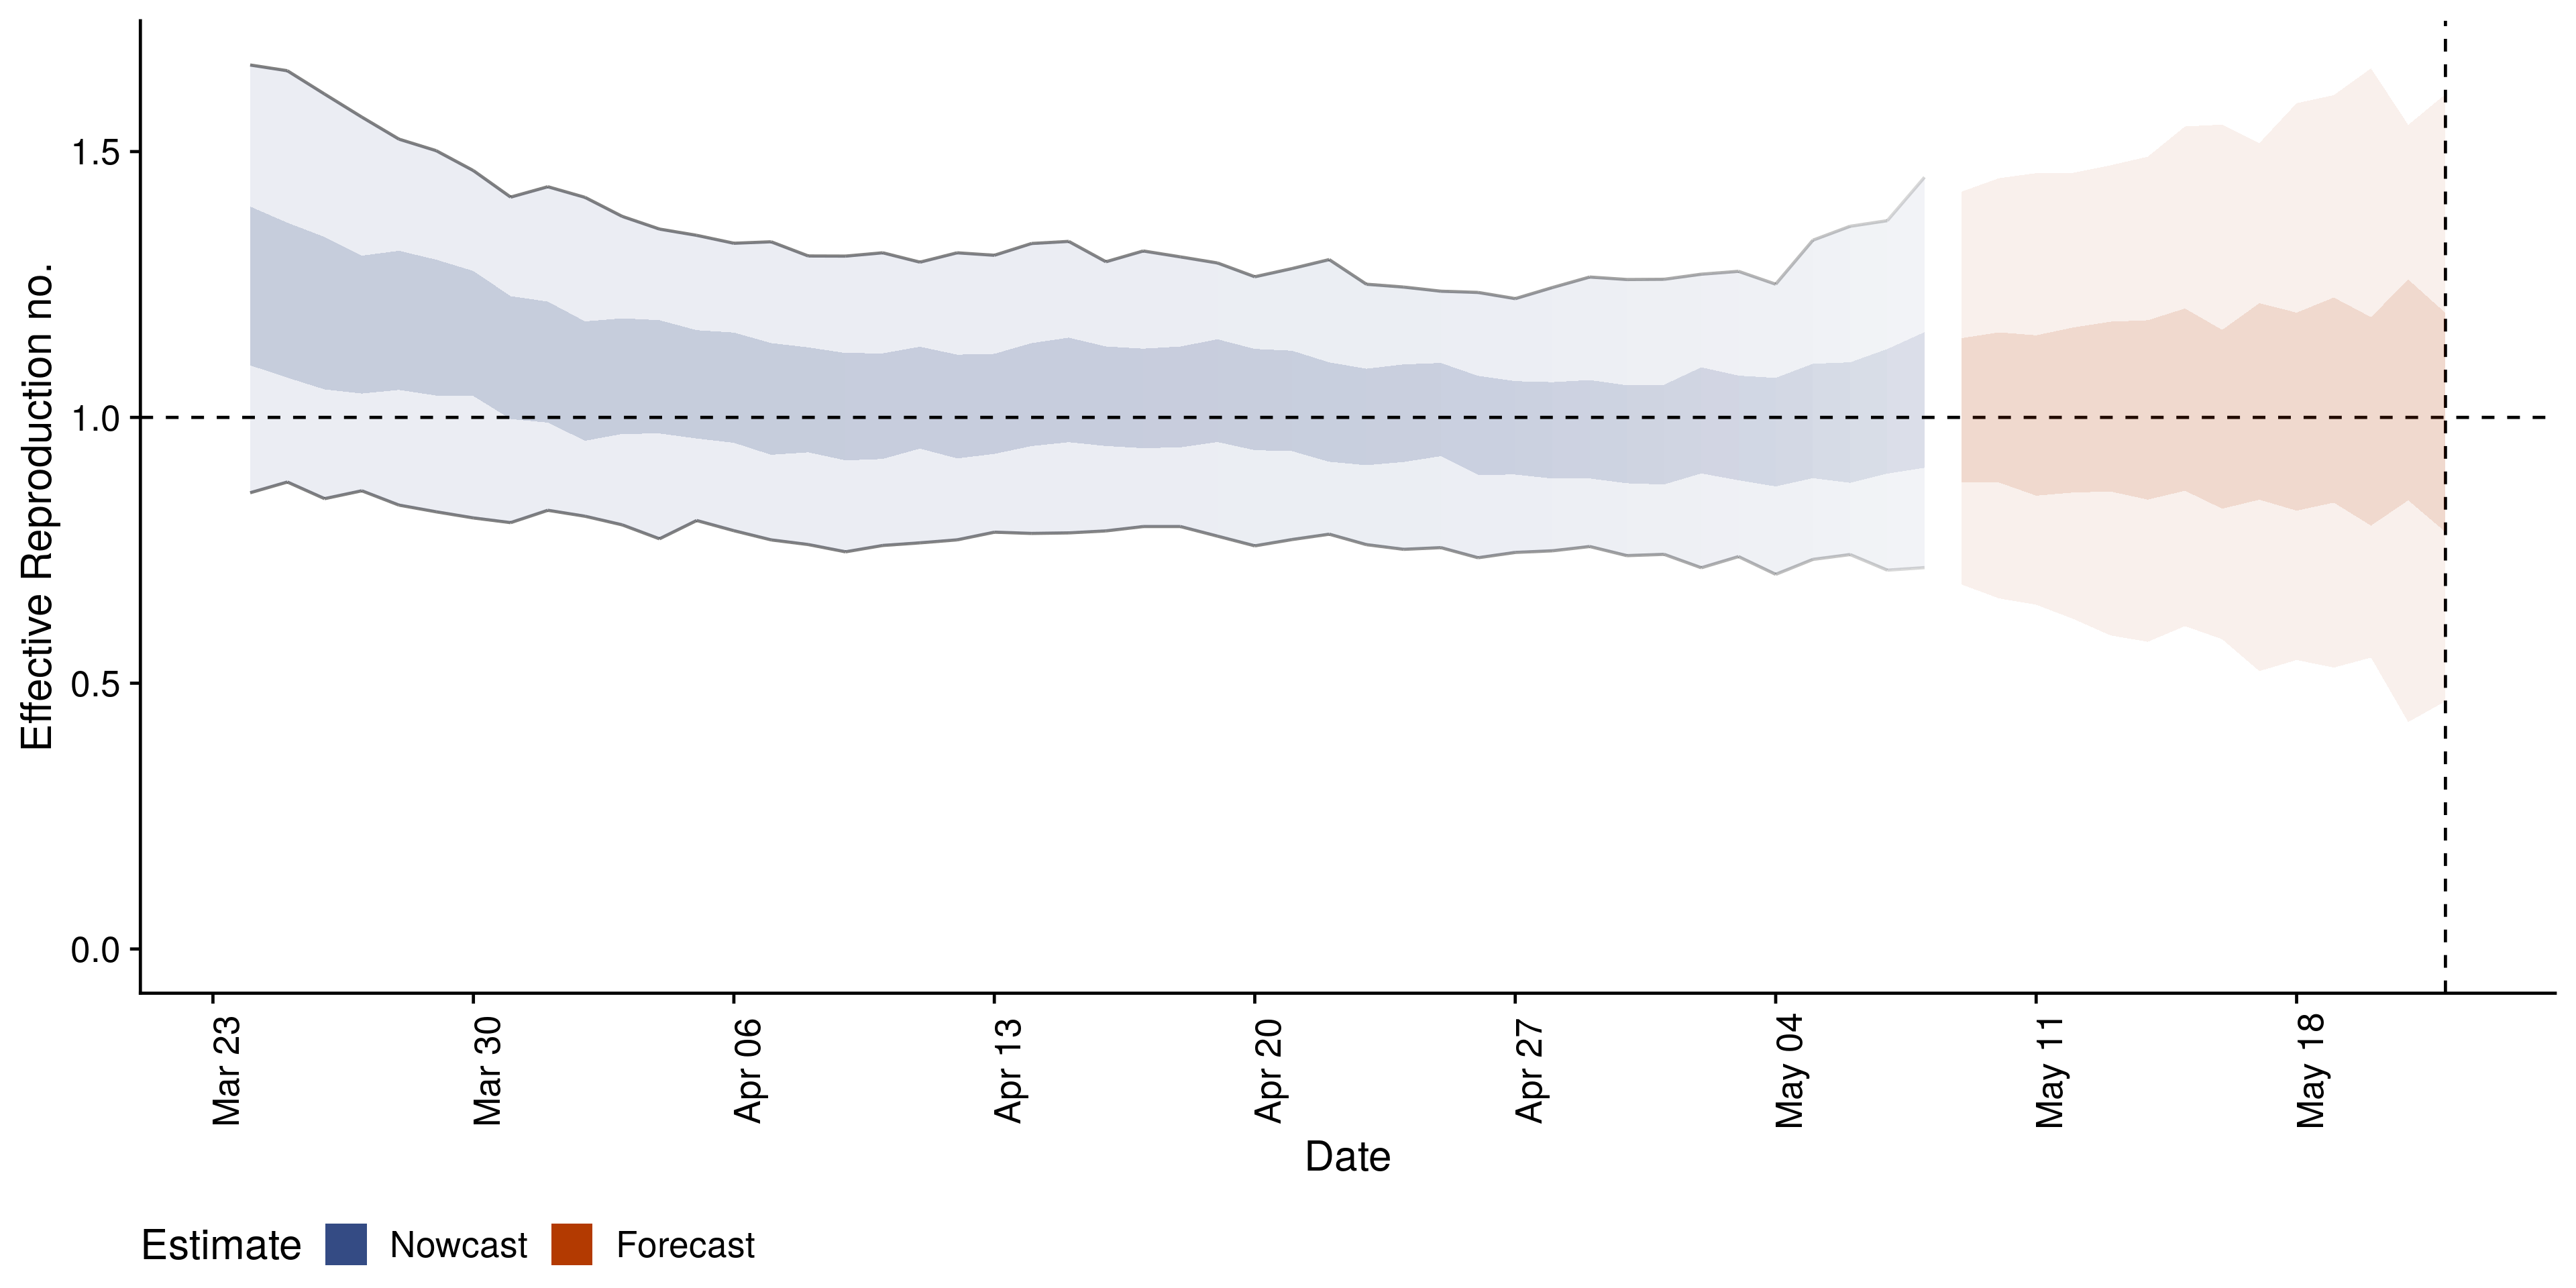 Effective Reproduction no.
1.5
1.0
0.5
0.0
Mar 23
Mar 30
Apr 06
Apr 13
Apr 20
Apr 27
May 04
May 11
May 18
Date
Estimate Nowcast Forecast